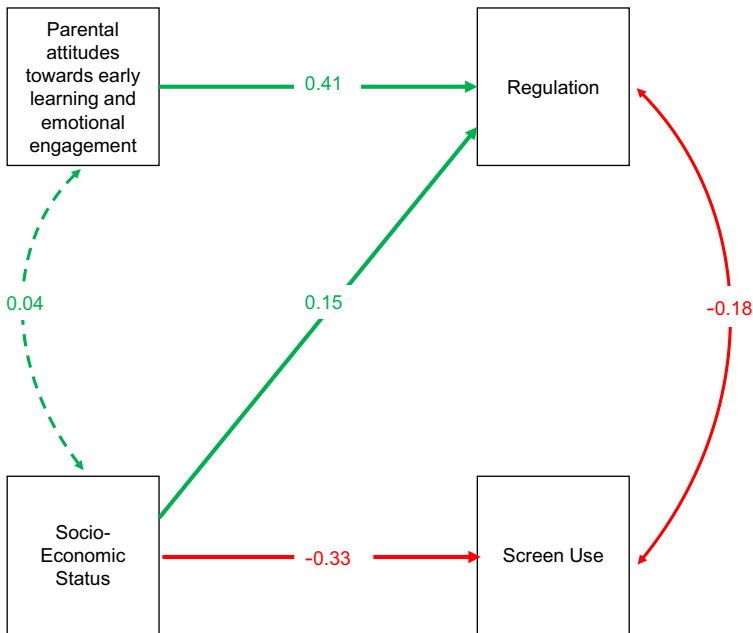 Parental
attitudes
towards early
learning and
emotional
engagement
0.41
Regulation
0.04
0.15
-0.18
Socio-
Economic
Status
-0.33
Screen Use